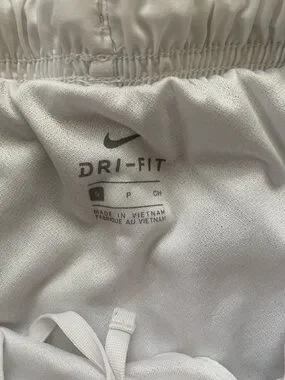 DRI-FIT
S P CH
MADE IN VIETNAM
FABRIQUÉ AU VIETNAM